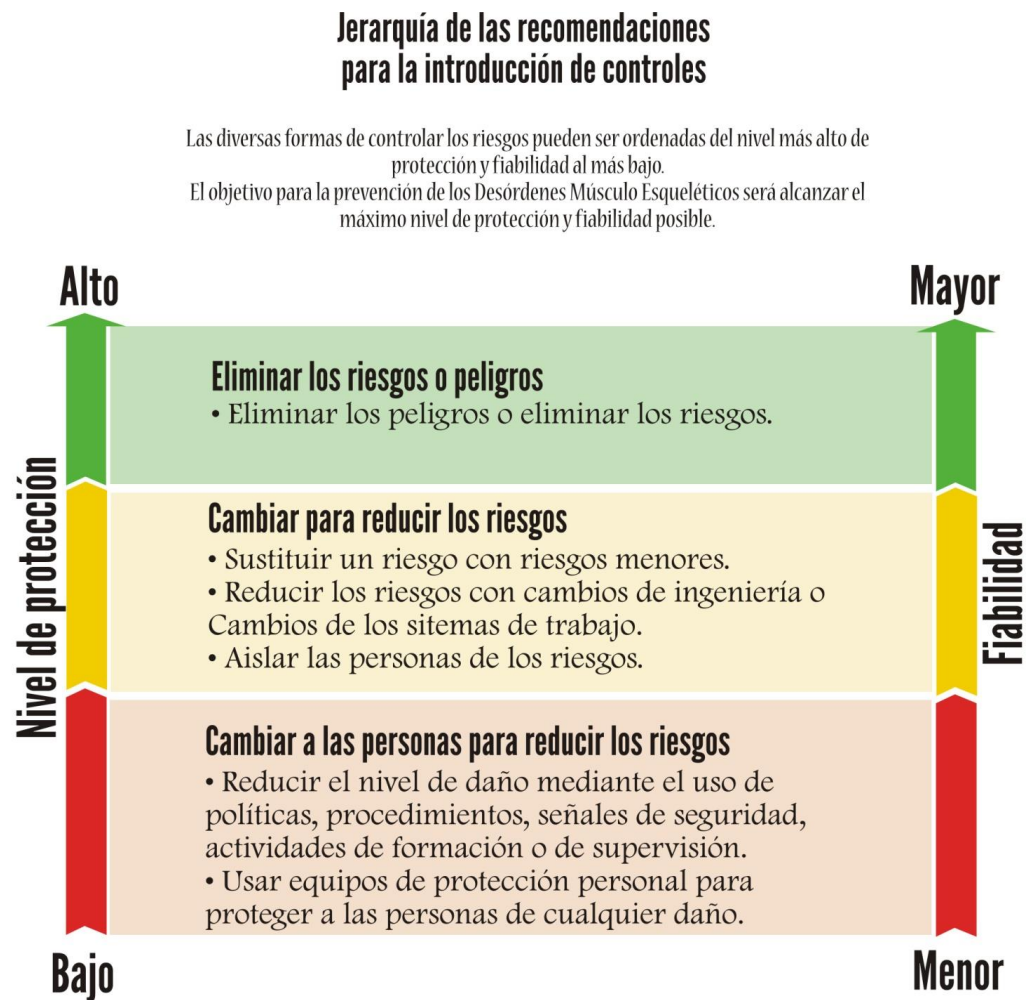 Jerarquía de las recomendaciones
para la introducción de controles
Las diversas formas de controlar los riesgos pueden ser ordenadas del nivel más alto de
protección y fiabilidad al más bajo.
El objetivo para la prevención de los Desórdenes Músculo Esqueléticos será alcanzar el
máximo nivel de protección y fiabilidad posible.
Alto
Mayor
Nivel de protección
Fiabilidad
Eliminar los riesgos o peligros
• Eliminar los peligros o eliminar los riesgos.
Cambiar para reducir los riesgos
• Sustituir un riesgo con riesgos menores.
• Reducir los riesgos con cambios de ingeniería o
Cambios de los sitemas de trabajo.
• Aislar las personas de los riesgos.
Cambiar a las personas para reducir los riesgos
• Reducir el nivel de daño mediante el uso de
políticas, procedimientos, señales de seguridad,
actividades de formación o de supervisión.
• Usar equipos de protección personal para
proteger a las personas de cualquier daño.
Bajo
Menor